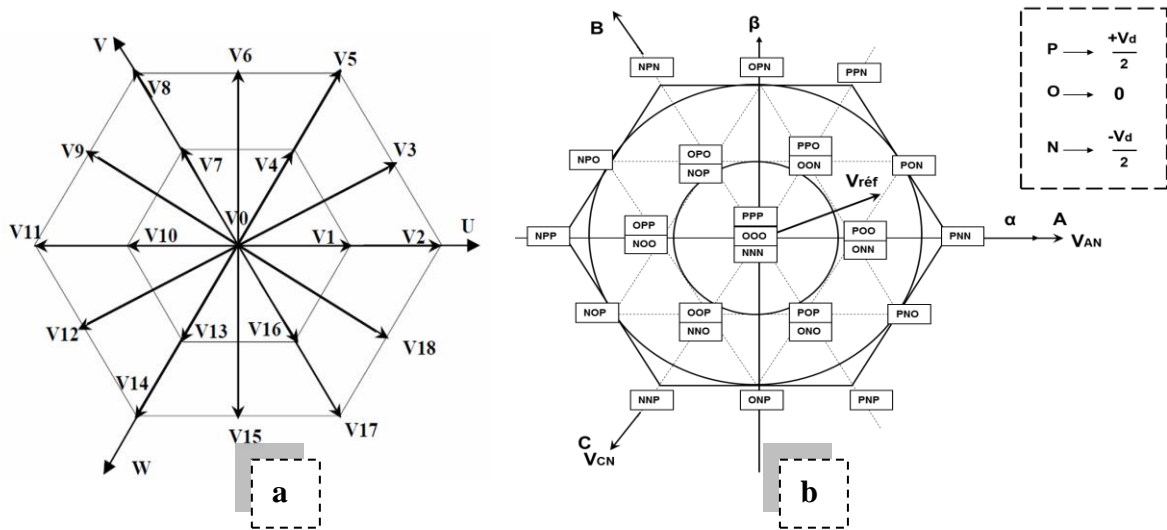 V
V6
V5
V8
V9
V7
V4
V3
V0
U
V11
V10
V1
V2
V12
V13
V16
V18
V14
V15
V17
W
a
B
β
NPN
OPN
PPN
NPO
OPO
NOP
PPO
OON
PON
Vréf
OPP
NOO
PPP
OOO
NNN
POO
ONN
NPP
PNN
α
A
VAN
NOP
OOP
NNO
POP
ONO
PNO
NNP
ONP
PNP
C
VCN
b
P +Vd
2
O 0
N -Vd
2